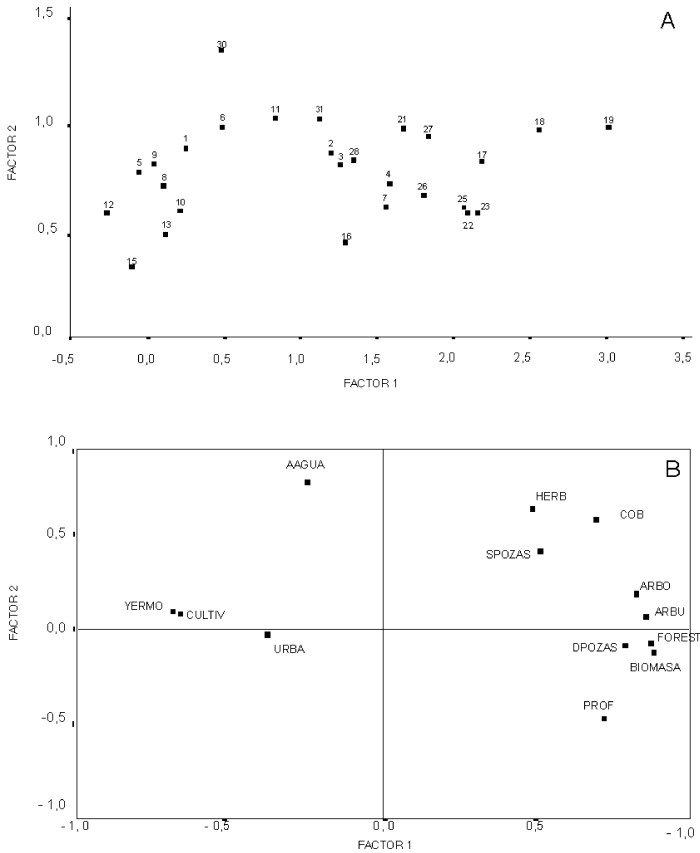 1,5
A
30
19
18
11
31
6
21
27
1
2
28
17
9
3
5
8
4
26
7
25
23
12
10
22
13
16
15
1,0
0,5
0,0
FACTOR 2
-0,5
0,0
0,5
1,0
1,5
2,0
2,5
3,0
3,5
FACTOR 1
1,0
B
AAGUA
HERB
COB
0,5
SPOZAS
ARBO
YERMO
CULTIV
ARBU
0,0
URBA
DPOZAS
FOREST
BIOMASA
PROF
-0,5
- 1,0
FACTOR 2
-1,0
-0,5
0,0
0,5
- 1,0
FACTOR 1